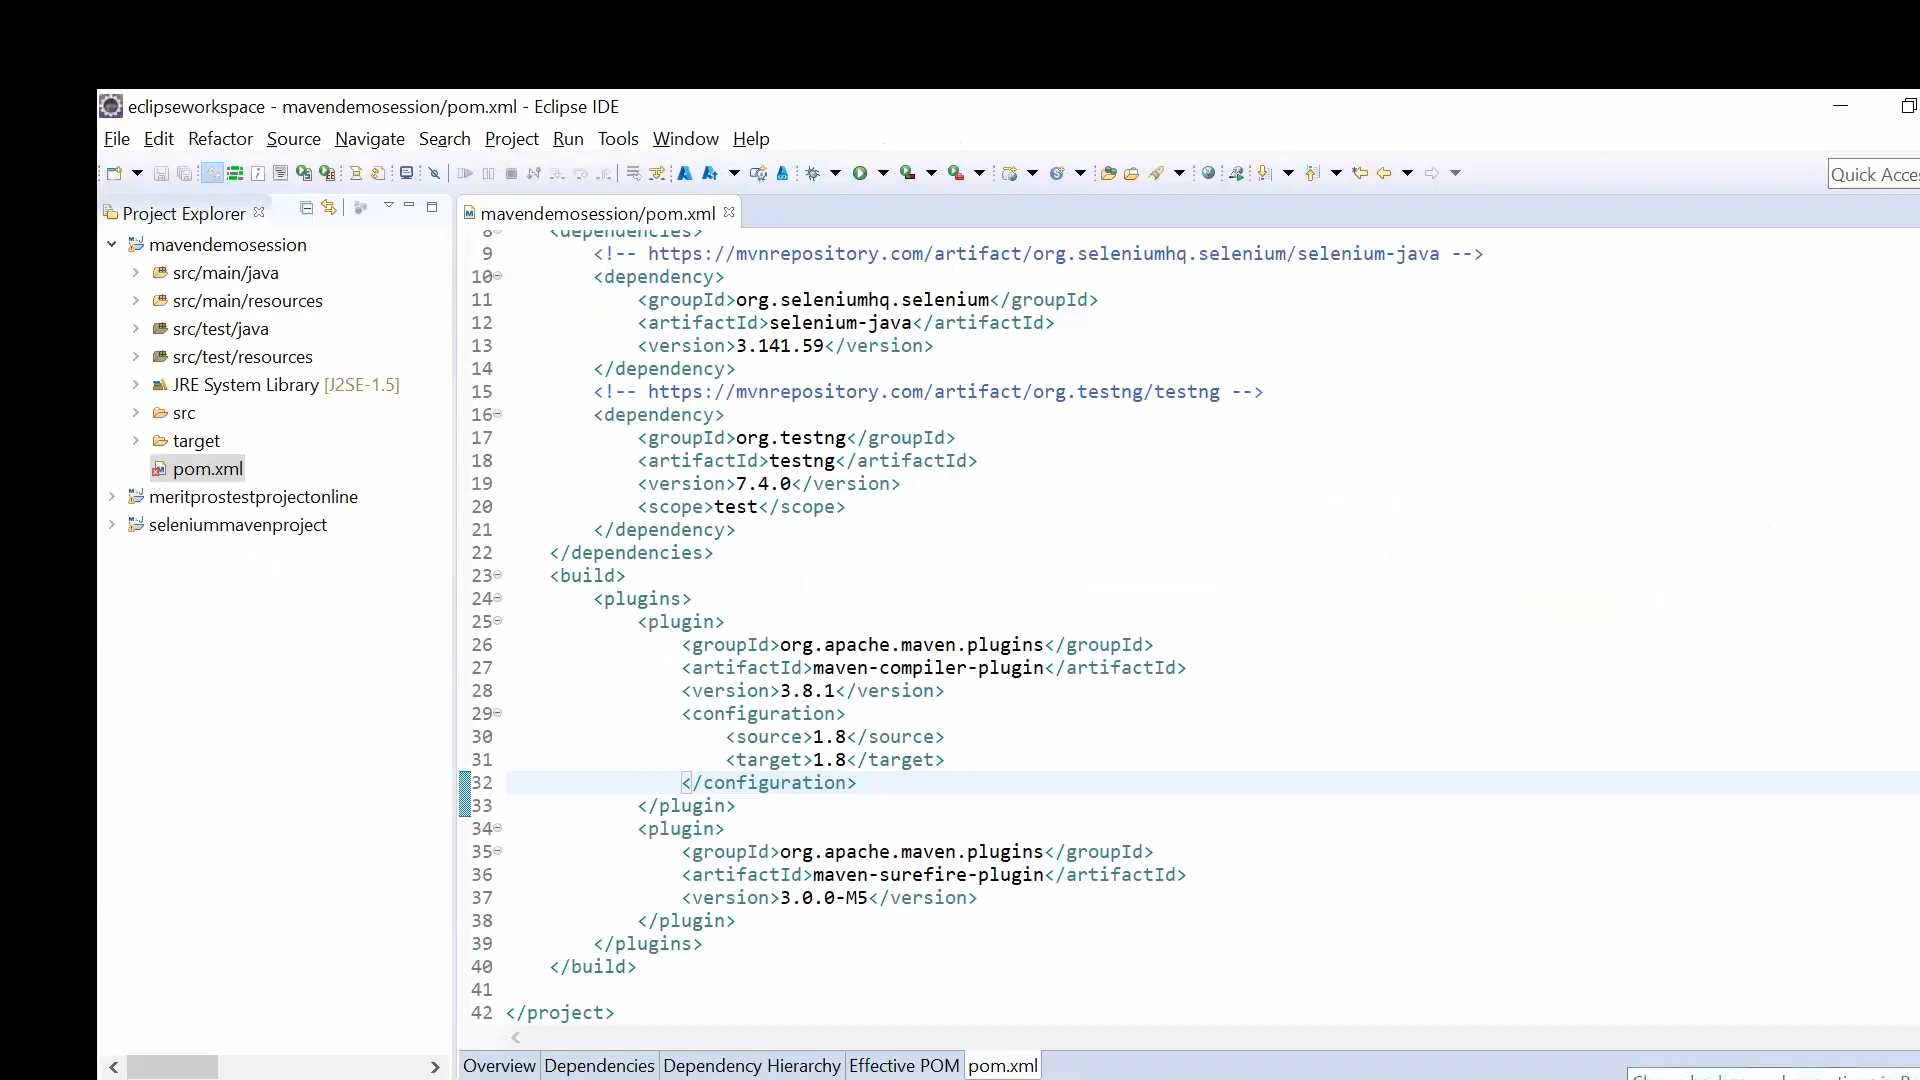 eclipseworkspace - mavendemosession/pom.xml - Eclipse IDE
File Edit Refactor Source Navigate Search Project Run Tools Window Help
Quick Acce
Project Explorer
mavendemosession
src/main/java
src/main/resources
src/test/java
src/test/resources
JRE System Library [J2SE-1.5]
src
target
pom.xml
meritprostestprojectonline
seleniummavenproject
mavendemosession/pom.xml
8 <dependencies>
9 <!-- https://mvnrepository.com/artifact/org.seleniumhq.selenium/selenium-java -->
10 <dependency>
11 <groupId>org.seleniumhq.selenium</groupId>
12 <artifactId>selenium-java</artifactId>
13 <version>3.141.59</version>
14 </dependency>
15 <!-- https://mvnrepository.com/artifact/org.testng/testng -->
16 <dependency>
17 <groupId>org.testng</groupId>
18 <artifactId>testng</artifactId>
19 <version>7.4.0</version>
20 <scope>test</scope>
21 </dependency>
22 </dependencies>
23 <build>
24 <plugins>
25 <plugin>
26 <groupId>org.apache.maven.plugins</groupId>
27 <artifactId>maven-compiler-plugin</artifactId>
28 <version>3.8.1</version>
29 <configuration>
30 <source>1.8</source>
31 <target>1.8</target>
32 </configuration>
33 </plugin>
34 <plugin>
35 <groupId>org.apache.maven.plugins</groupId>
36 <artifactId>maven-surefire-plugin</artifactId>
37 <version>3.0.0-M5</version>
38 </plugin>
39 </plugins>
40 </build>
41
42 </project>
Overview Dependencies Dependency Hierarchy Effective POM pom.xml